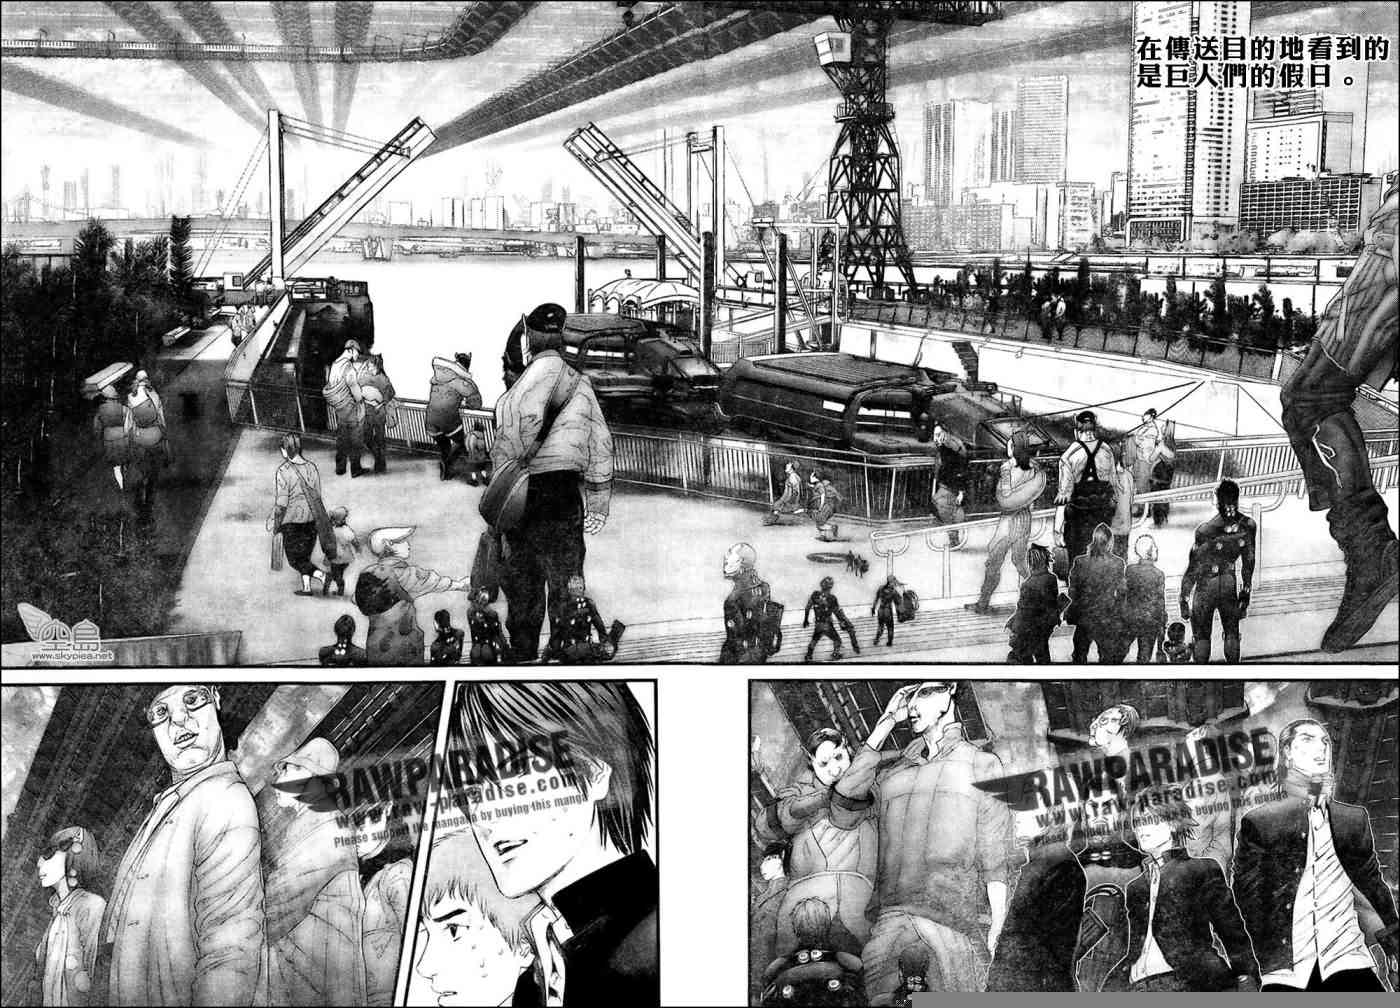 在傳送目的地看到的
是巨人們的假日。
空島
www.skypiea.net
RAWPARADISE
www.raw-paradise.com
Please support the mangaka by buying this manga
RAWPARADISE
www.raw-paradise.com
Please support the mangaka by buying this manga